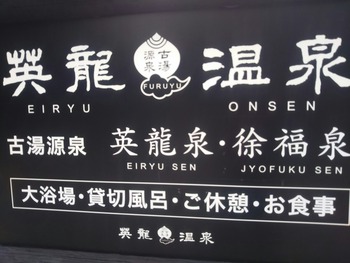 英龍 古湯源泉 FURUYU 温泉
EIRYU ONSEN
古湯源泉 英龍泉・徐福泉
EIRYU SEN JYOFUKU SEN
大浴場・貸切風呂・ご休憩・お食事
英龍 温泉